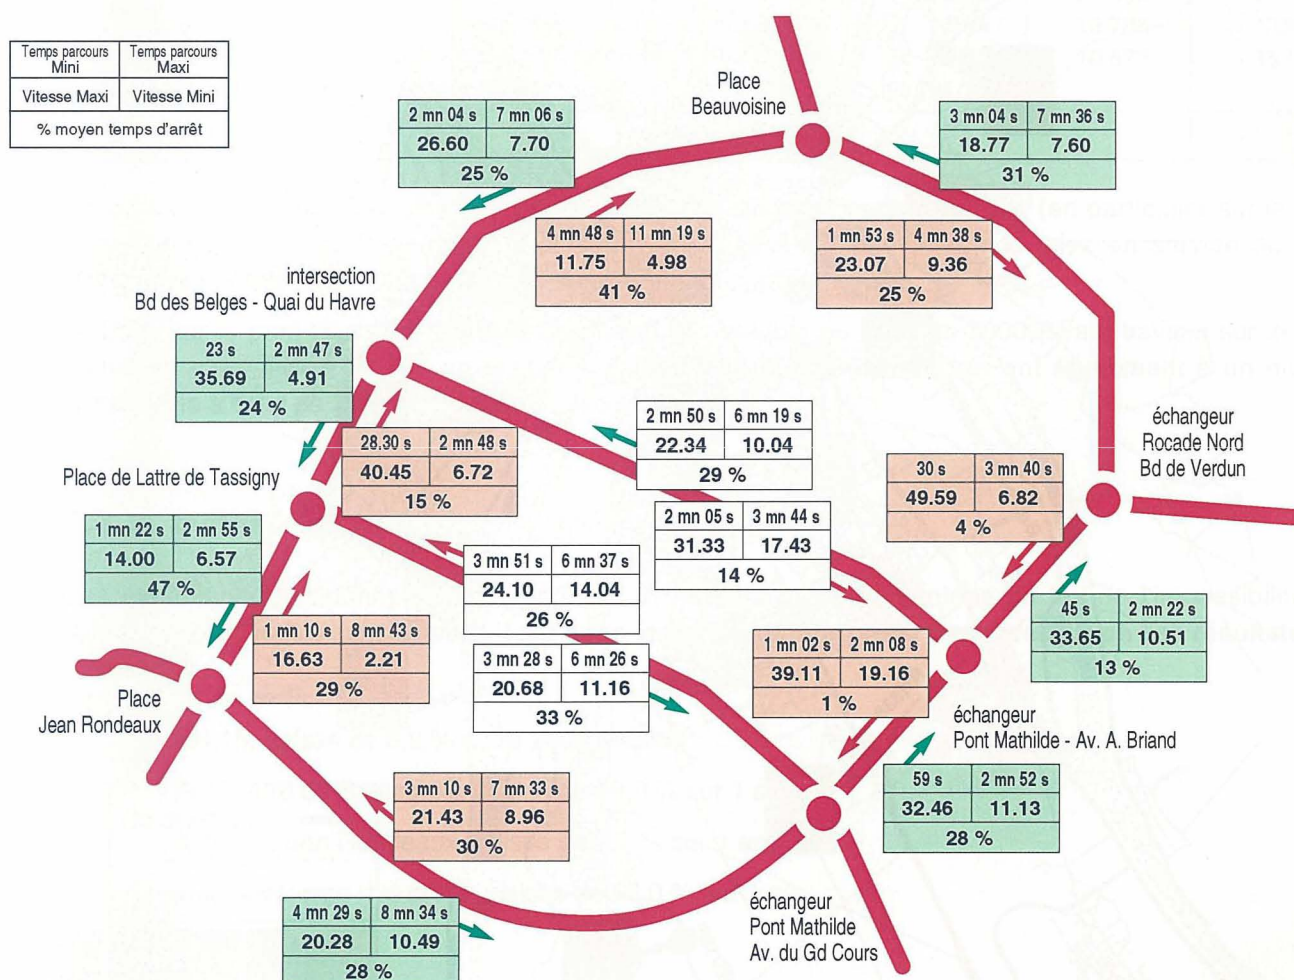 Temps parcours Mini
Temps parcours Maxi
Vitesse Maxi
Vitesse Mini
% moyen temps d'arrêt
Place
Beauvoisine
2 mn 04 s 7 mn 06 s
26.60 7.70
25 %
3 mn 04 s 7 mn 36 s
18.77 7.60
31 %
4 mn 48 s 11 mn 19 s
11.75 4.98
41 %
1 mn 53 s 4 mn 38 s
23.07 9.36
25 %
intersection
Bd des Belges - Quai du Havre
23 s 2 mn 47 s
35.69 4.91
24 %
28.30 s 2 mn 48 s
40.45 6.72
15 %
2 mn 50 s 6 mn 19 s
22.34 10.04
29 %
échangeur
Rocade Nord
Bd de Verdun
Place de Lattre de Tassigny
30 s 3 mn 40 s
49.59 6.82
4 %
2 mn 05 s 3 mn 44 s
31.33 17.43
14 %
1 mn 22 s 2 mn 55 s
14.00 6.57
47 %
3 mn 51 s 6 mn 37 s
24.10 14.04
26 %
45 s 2 mn 22 s
33.65 10.51
13 %
1 mn 10 s 8 mn 43 s
16.63 2.21
29 %
3 mn 28 s 6 mn 26 s
20.68 11.16
33 %
1 mn 02 s 2 mn 08 s
39.11 19.16
1 %
Place
Jean Rondeaux
échangeur
Pont Mathilde - Av. A. Briand
3 mn 10 s 7 mn 33 s
21.43 8.96
30 %
59 s 2 mn 52 s
32.46 11.13
28 %
4 mn 29 s 8 mn 34 s
20.28 10.49
28 %
échangeur
Pont Mathilde
Av. du Gd Cours